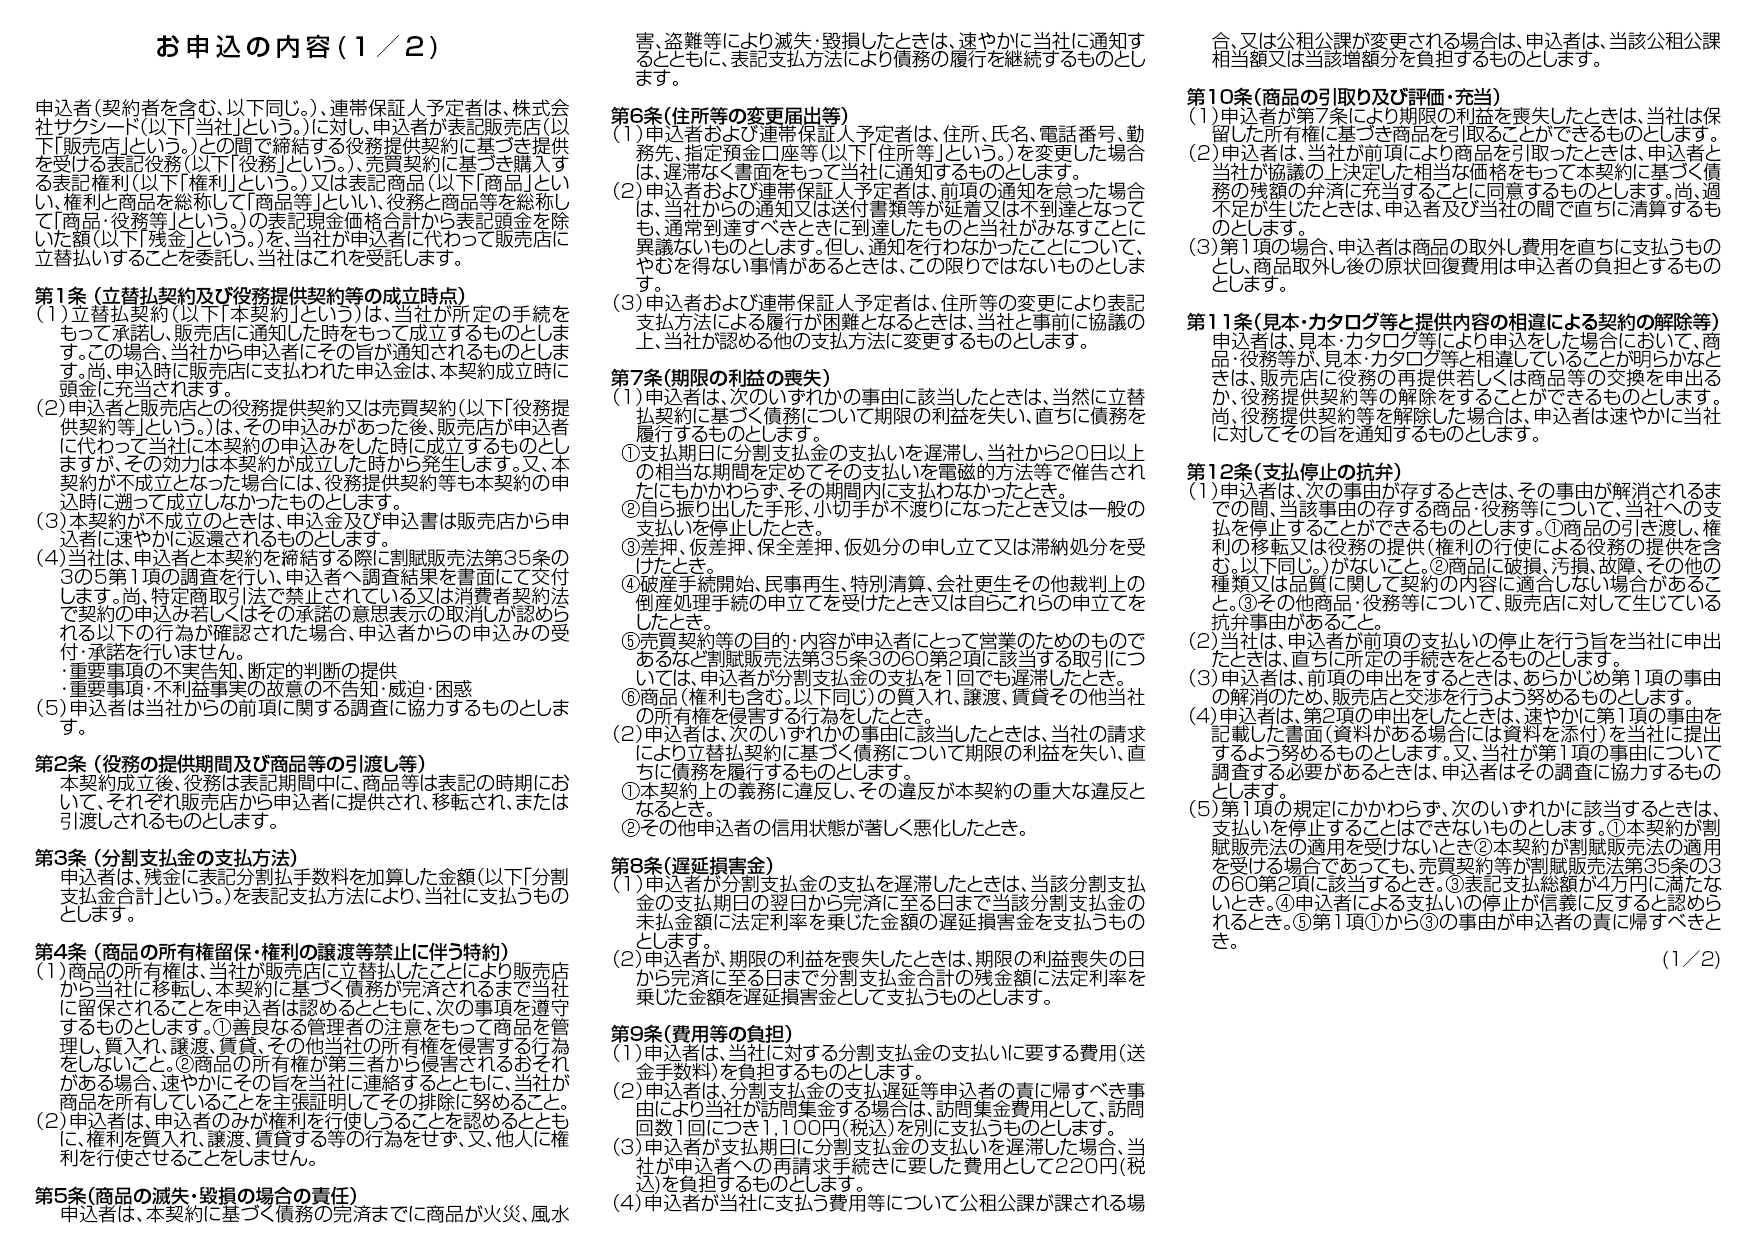 お申込の内容(1／2)
申込者(契約者を含む、以下同じ。)、連帯保証人予定者は、株式会
社サクシード(以下｢当社｣という。)に対し、申込者が表記販売店(以
下｢販売店｣という。)との間で締結する役務提供契約に基づき提供
を受ける表記役務(以下｢役務｣という。)、売買契約に基づき購入す
る表記権利(以下｢権利｣という。)又は表記商品(以下｢商品｣とい
い、権利と商品を総称して｢商品等｣といい、役務と商品等を総称し
て｢商品･役務等｣という。)の表記現金価格合計から表記頭金を除
いた額(以下｢残金｣という。)を、当社が申込者に代わって販売店に
立替払いすることを委託し、当社はこれを受託します。
第1条 (立替払契約及び役務提供契約等の成立時点)
(1)立替払契約(以下｢本契約｣という)は、当社が所定の手続を
もって承諾し、販売店に通知した時をもって成立するものとしま
す。この場合、当社から申込者にその旨が通知されるものとしま
す。尚、申込時に販売店に支払われた申込金は、本契約成立時に
頭金に充当されます。
(2)申込者と販売店との役務提供契約又は売買契約(以下｢役務提
供契約等｣という。)は、その申込みがあった後、販売店が申込者
に代わって当社に本契約の申込みをした時に成立するものとし
ますが、その効力は本契約が成立した時から発生します。又、本
契約が不成立となった場合には、役務提供契約等も本契約の申
込時に遡って成立しなかったものとします。
(3)本契約が不成立のときは、申込金及び申込書は販売店から申
込者に速やかに返還されるものとします。
(4)当社は、申込者と本契約を締結する際に割賦販売法第35条の
3の5第1項の調査を行い、申込者へ調査結果を書面にて交付
します。尚、特定商取引法で禁止されている又は消費者契約法
で契約の申込み若しくはその承諾の意思表示の取消しが認めら
れる以下の行為が確認された場合、申込者からの申込みの受
付･承諾を行いません。
･重要事項の不実告知、断定的判断の提供
･重要事項･不利益事実の故意の不告知･威迫･困惑
(5)申込者は当社からの前項に関する調査に協力するものとしま
す。
第2条 (役務の提供期間及び商品等の引渡し等)
本契約成立後、役務は表記期間中に、商品等は表記の時期にお
いて、それぞれ販売店から申込者に提供され、移転され、または
引渡しされるものとします。
第3条 (分割支払金の支払方法)
申込者は、残金に表記分割払手数料を加算した金額(以下｢分割
支払金合計｣という。)を表記支払方法により、当社に支払うもの
とします。
第4条 (商品の所有権留保･権利の譲渡等禁止に伴う特約)
(1)商品の所有権は、当社が販売店に立替払したことにより販売店
から当社に移転し、本契約に基づく債務が完済されるまで当社
に留保されることを申込者は認めるとともに、次の事項を遵守
するものとします。①善良なる管理者の注意をもって商品を管
理し、質入れ、譲渡、賃貸、その他当社の所有権を侵害する行為
をしないこと。②商品の所有権が第三者から侵害されるおそれ
がある場合、速やかにその旨を当社に連絡するとともに、当社が
商品を所有していることを主張証明してその排除に努めること。
(2)申込者は、申込者のみが権利を行使しうることを認めるととも
に、権利を質入れ、譲渡、賃貸する等の行為をせず、又、他人に権
利を行使させることをしません。
第5条(商品の滅失･毀損の場合の責任)
申込者は、本契約に基づく債務の完済までに商品が火災、風水
害、盗難等により滅失･毀損したときは、速やかに当社に通知す
るとともに、表記支払方法により債務の履行を継続するものとし
ます。
第6条(住所等の変更届出等)
(1)申込者および連帯保証人予定者は、住所、氏名、電話番号、勤
務先、指定預金口座等(以下｢住所等｣という。)を変更した場合
は、遅滞なく書面をもって当社に通知するものとします。
(2)申込者および連帯保証人予定者は、前項の通知を怠った場合
は、当社からの通知又は送付書類等が延着又は不到達となって
も、通常到達すべきときに到達したものと当社がみなすことに
異議ないものとします。但し、通知を行わなかったことについて、
やむを得ない事情があるときは、この限りではないものとしま
す。
(3)申込者および連帯保証人予定者は、住所等の変更により表記
支払方法による履行が困難となるときは、当社と事前に協議の
上、当社が認める他の支払方法に変更するものとします。
第7条(期限の利益の喪失)
(1)申込者は、次のいずれかの事由に該当したときは、当然に立替
払契約に基づく債務について期限の利益を失い、直ちに債務を
履行するものとします。
①支払期日に分割支払金の支払いを遅滞し、当社から20日以上
の相当な期間を定めてその支払いを電磁的方法等で催告され
たにもかかわらず、その期間内に支払わなかったとき。
②自ら振り出した手形、小切手が不渡りになったとき又は一般の
支払いを停止したとき。
③差押、仮差押、保全差押、仮処分の申し立て又は滞納処分を受
けたとき。
④破産手続開始、民事再生、特別清算、会社更生その他裁判上の
倒産処理手続の申立てを受けたとき又は自らこれらの申立てを
したとき。
⑤売買契約等の目的･内容が申込者にとって営業のためのもので
あるなど割賦販売法第35条3の60第2項に該当する取引につ
いては、申込者が分割支払金の支払を1回でも遅滞したとき。
⑥商品(権利も含む。以下同じ)の質入れ、譲渡、賃貸その他当社
の所有権を侵害する行為をしたとき。
(2)申込者は、次のいずれかの事由に該当したときは、当社の請求
により立替払契約に基づく債務について期限の利益を失い、直
ちに債務を履行するものとします。
①本契約上の義務に違反し、その違反が本契約の重大な違反と
なるとき。
②その他申込者の信用状態が著しく悪化したとき。
第8条(遅延損害金)
(1)申込者が分割支払金の支払を遅滞したときは、当該分割支払
金の支払期日の翌日から完済に至る日まで当該分割支払金の
未払金額に法定利率を乗じた金額の遅延損害金を支払うもの
とします。
(2)申込者が、期限の利益を喪失したときは、期限の利益喪失の日
から完済に至る日まで分割支払金合計の残金額に法定利率を
乗じた金額を遅延損害金として支払うものとします。
第9条(費用等の負担)
(1)申込者は、当社に対する分割支払金の支払いに要する費用(送
金手数料)を負担するものとします。
(2)申込者は、分割支払金の支払遅延等申込者の責に帰すべき事
由により当社が訪問集金する場合は、訪問集金費用として、訪問
回数1回につき1,100円(税込)を別に支払うものとします。
(3)申込者が支払期日に分割支払金の支払いを遅滞した場合、当
社が申込者への再請求手続きに要した費用として220円(税
込)を負担するものとします。
(4)申込者が当社に支払う費用等について公租公課が課される場
合、又は公租公課が変更される場合は、申込者は、当該公租公課
相当額又は当該増額分を負担するものとします。
第10条(商品の引取り及び評価･充当)
(1)申込者が第7条により期限の利益を喪失したときは、当社は保
留した所有権に基づき商品を引取ることができるものとします。
(2)申込者は、当社が前項により商品を引取ったときは、申込者と
当社が協議の上決定した相当な価格をもって本契約に基づく債
務の残額の弁済に充当することに同意するものとします。尚、過
不足が生じたときは、申込者及び当社の間で直ちに清算するも
のとします。
(3)第1項の場合、申込者は商品の取外し費用を直ちに支払うもの
とし、商品取外し後の原状回復費用は申込者の負担とするもの
とします。
第11条(見本･カタログ等と提供内容の相違による契約の解除等)
申込者は、見本･カタログ等により申込をした場合において、商
品･役務等が、見本･カタログ等と相違していることが明らかなと
きは、販売店に役務の再提供若しくは商品等の交換を申出る
か、役務提供契約等の解除をすることができるものとします。
尚、役務提供契約等を解除した場合は、申込者は速やかに当社
に対してその旨を通知するものとします。
第12条(支払停止の抗弁)
(1)申込者は、次の事由が存するときは、その事由が解消されるま
での間、当該事由の存する商品･役務等について、当社への支
払を停止することができるものとします。①商品の引き渡し、権
利の移転又は役務の提供(権利の行使による役務の提供を含
む。以下同じ。)がないこと。②商品に破損、汚損、故障、その他の
種類又は品質に関して契約の内容に適合しない場合があるこ
と。③その他商品･役務等について、販売店に対して生じている
抗弁事由があること。
(2)当社は、申込者が前項の支払いの停止を行う旨を当社に申出
たときは、直ちに所定の手続きをとるものとします。
(3)申込者は、前項の申出をするときは、あらかじめ第1項の事由
の解消のため、販売店と交渉を行うよう努めるものとします。
(4)申込者は、第2項の申出をしたときは、速やかに第1項の事由を
記載した書面(資料がある場合には資料を添付)を当社に提出
するよう努めるものとします。又、当社が第1項の事由について
調査する必要があるときは、申込者はその調査に協力するもの
とします。
(5)第1項の規定にかかわらず、次のいずれかに該当するときは、
支払いを停止することはできないものとします。①本契約が割
賦販売法の適用を受けないとき②本契約が割賦販売法の適用
を受ける場合であっても、売買契約等が割賦販売法第35条の3
の60第2項に該当するとき。③表記支払総額が4万円に満たな
いとき。④申込者による支払いの停止が信義に反すると認めら
れるとき。⑤第1項①から③の事由が申込者の責に帰すべきと
き。
(1／2)